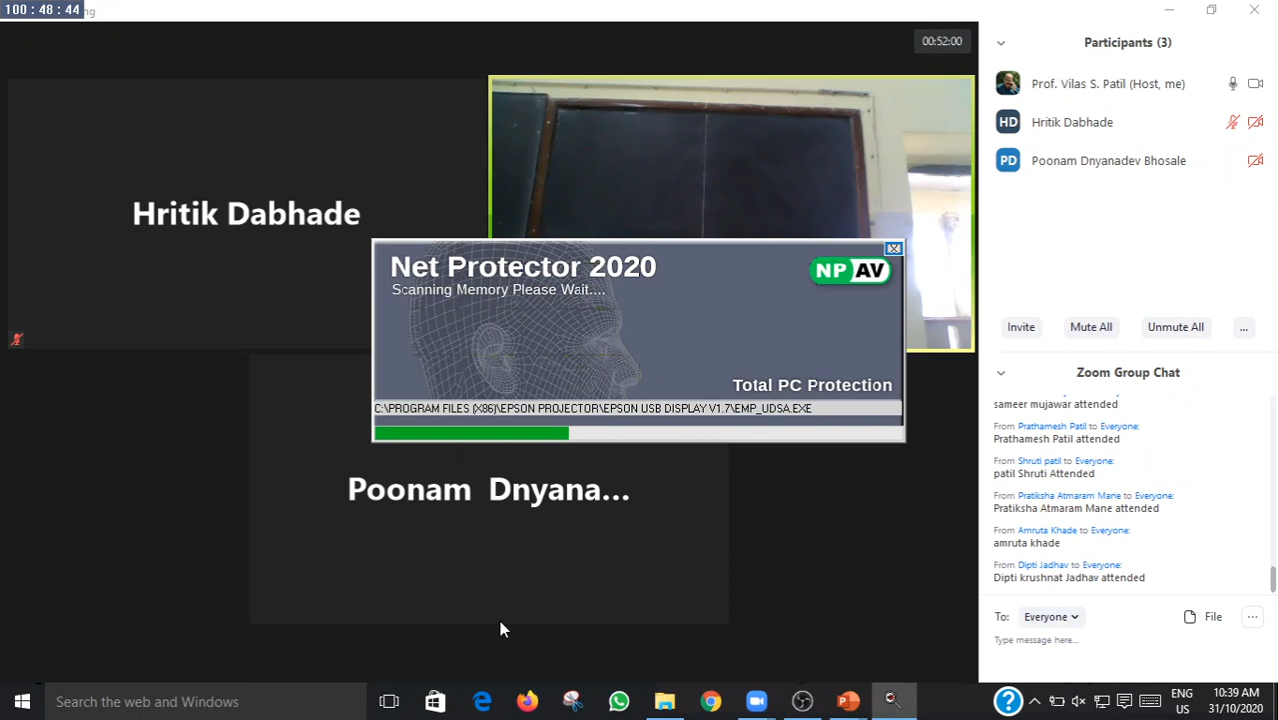 100:48:44
ng
00:52:00
Participants (3)
Prof. Vilas S. Patil (Host, me)
HD Hritik Dabhade
PD Poonam Dnyanadev Bhosale
Invite Mute All Unmute All ...
Hritik Dabhade
Net Protector 2020
Scanning Memory Please Wait....
NP AV
Total PC Protection
C:\PROGRAM FILES (X86)\EPSON PROJECTOR\EPSON USB DISPLAY V1.7\EMP_UDSA.EXE
Poonam Dnyana...
Zoom Group Chat
sameer mujawar attended
From Prathamesh Patil to Everyone:
Prathamesh Patil attended
From Shruti patil to Everyone:
patil Shruti Attended
From Pratiksha Atmaram Mane to Everyone:
Pratiksha Atmaram Mane attended
From Amruta Khade to Everyone:
amruta khade
From Dipti Jadhav to Everyone:
Dipti krushnat Jadhav attended
To: Everyone File ...
Type message here...
Search the web and Windows
ENG
US
10:39 AM
31/10/2020